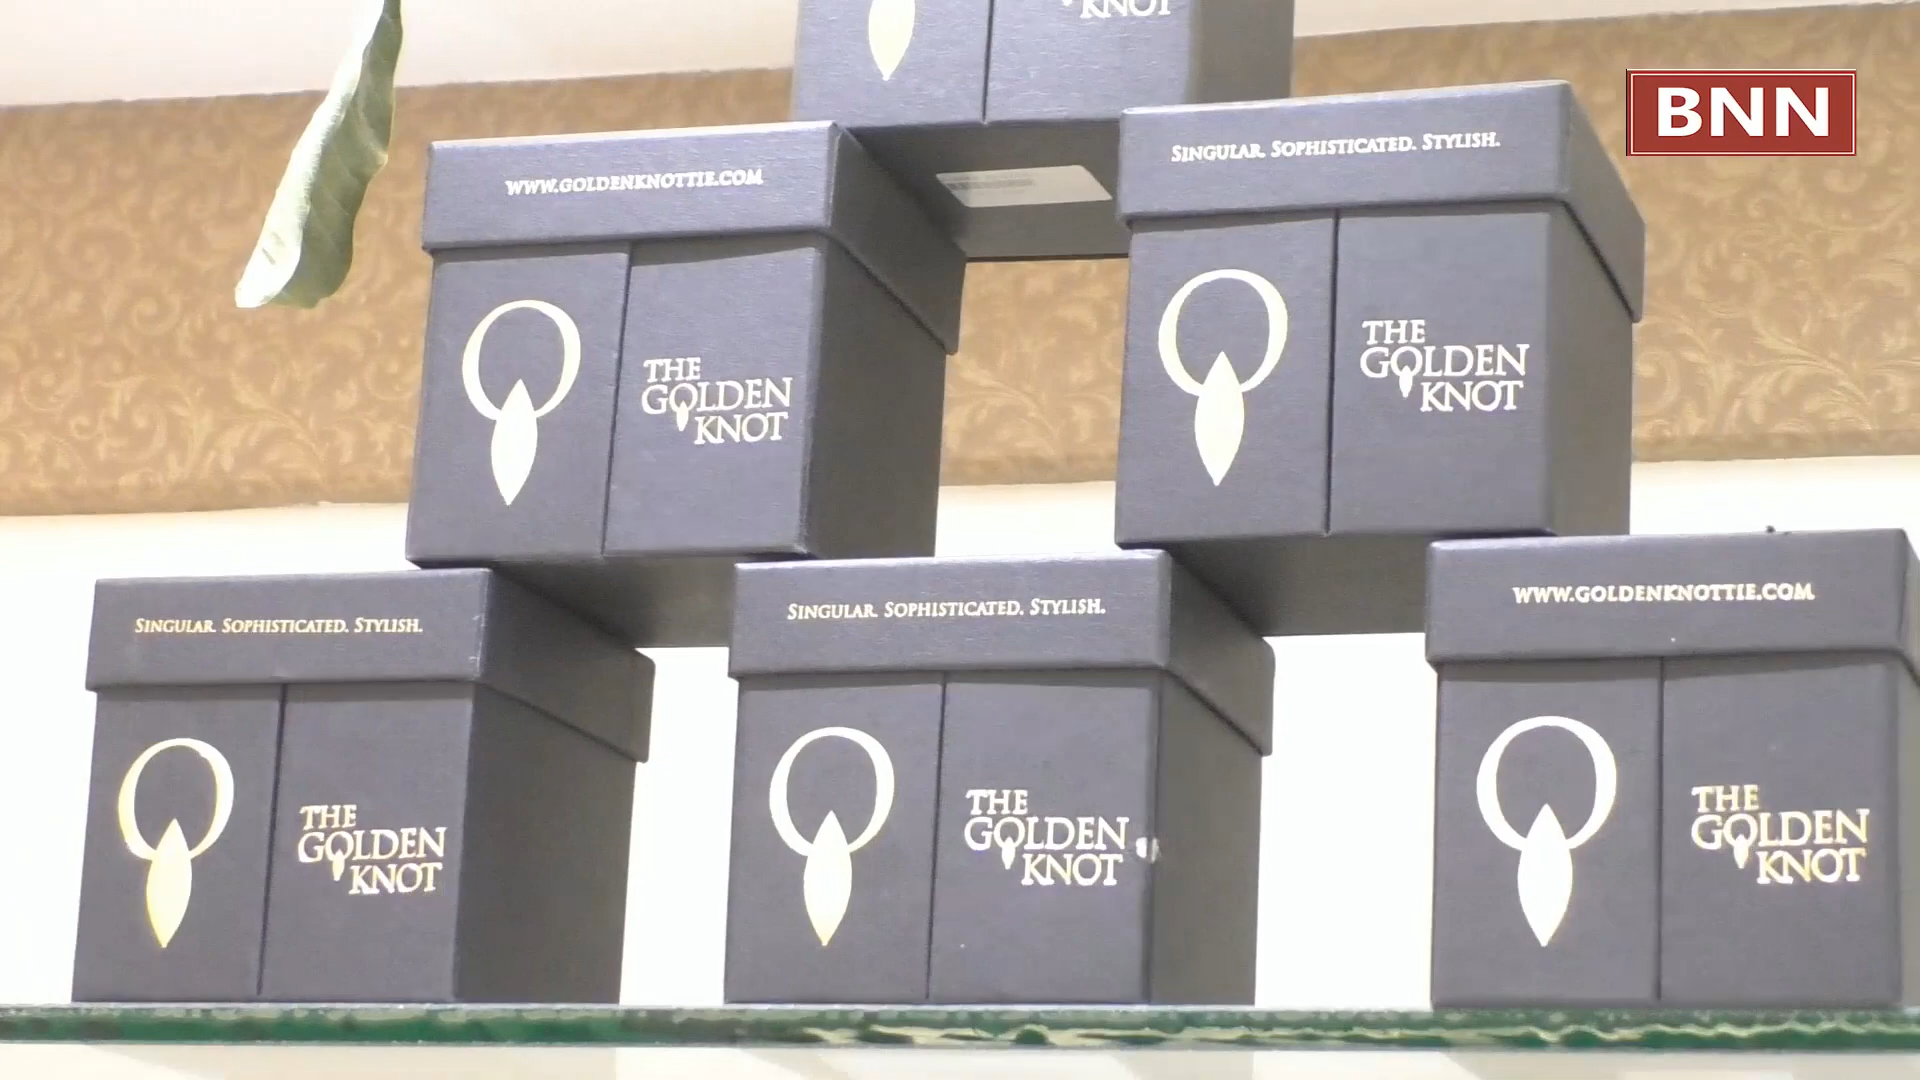 KNOT
BNN
WWW.GOLDENKNOTTIE.COM
THE
GOLDEN
KNOT
SINGULAR. SOPHISTICATED. STYLISH.
THE
GOLDEN
KNOT
SINGULAR. SOPHISTICATED. STYLISH.
THE
GOLDEN
KNOT
SINGULAR. SOPHISTICATED. STYLISH.
THE
GOLDEN
KNOT
WWW.GOLDENKNOTTIE.COM
THE
GOLDEN
KNOT